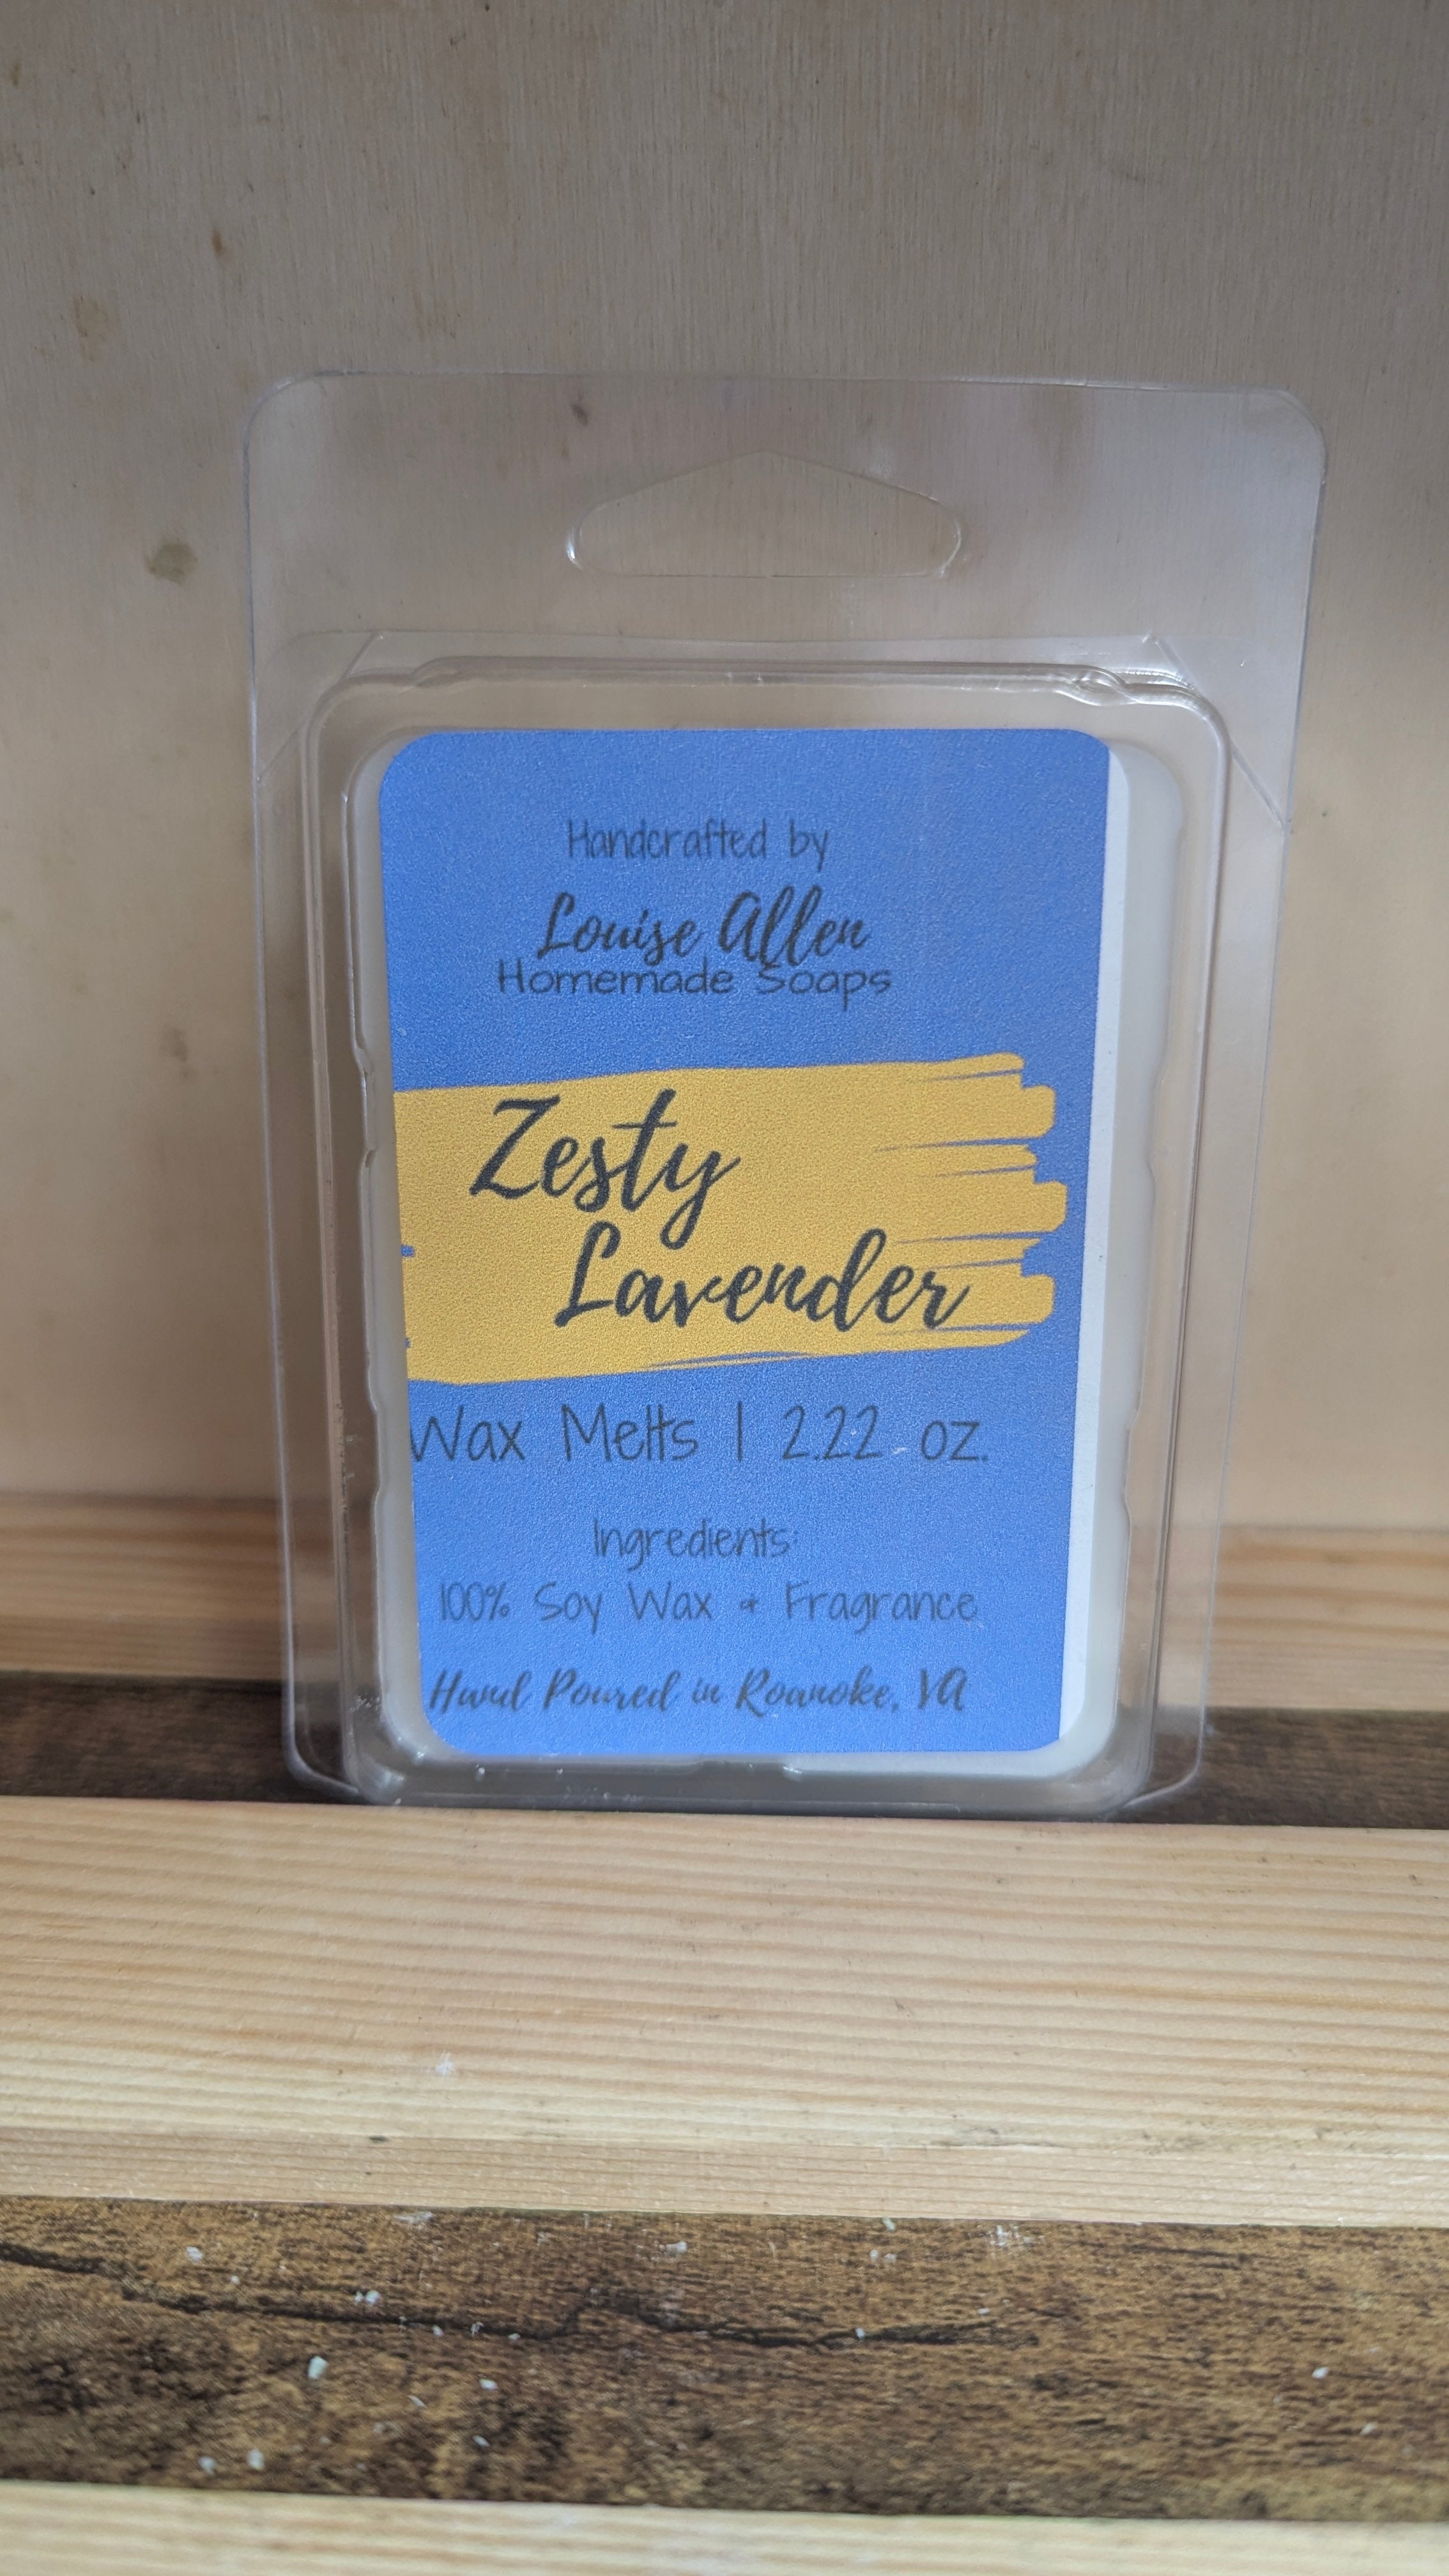 Handcrafted by
Louise Allen
Homemade Soaps
Zesty
Lavender
Wax Melts | 2.22 oz.
Ingredients:
100% Soy Wax & Fragrance
Hand Poured in Roanoke, VA